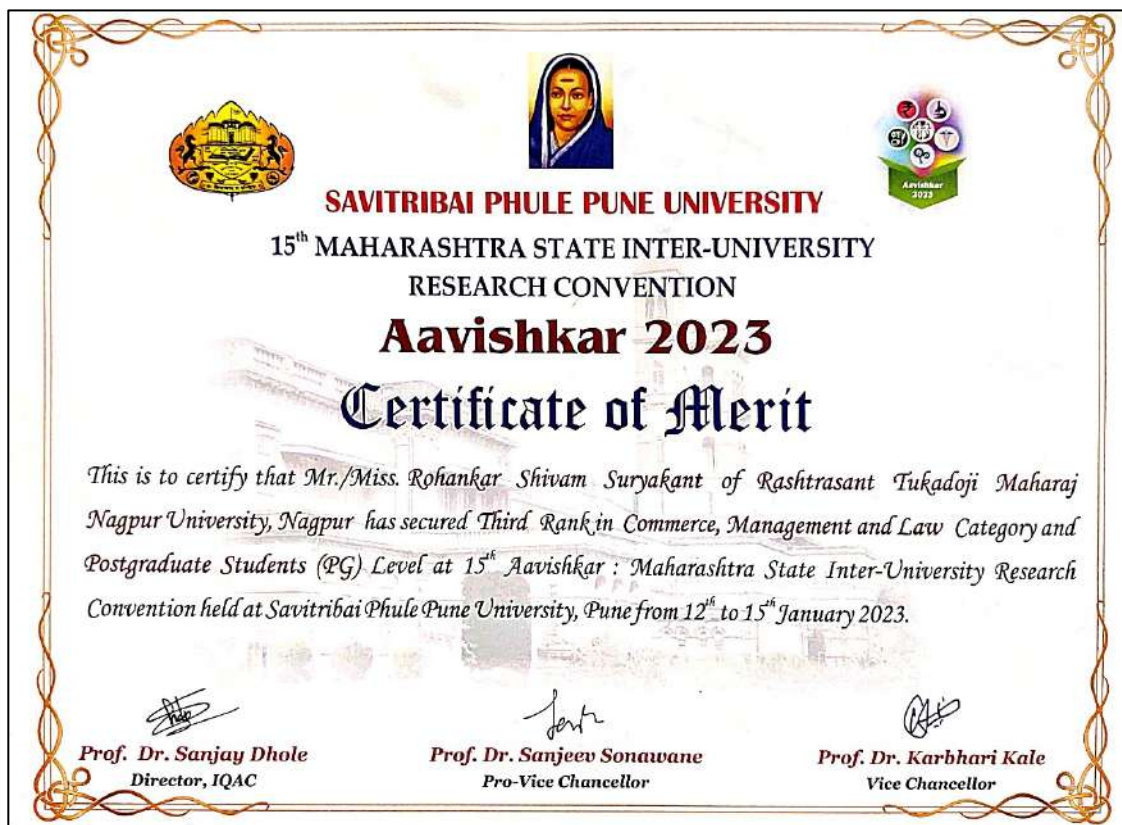 Aavishkar
2023
SAVITRIBAI PHULE PUNE UNIVERSITY
15th MAHARASHTRA STATE INTER-UNIVERSITY
RESEARCH CONVENTION
Aavishkar 2023
Certificate of Merit
This is to certify that Mr./Miss. Rohankar Shivam Suryakant of Rashtrasant Tukadoji Maharaj
Nagpur University, Nagpur has secured Third Rank in Commerce, Management and Law Category and
Postgraduate Students (PG) Level at 15th Aavishkar : Maharashtra State Inter-University Research
Convention held at Savitribai Phule Pune University, Pune from 12th to 15th January 2023.
Prof. Dr. Sanjay Dhole
Director, IQAC
Prof. Dr. Sanjeev Sonawane
Pro-Vice Chancellor
Prof. Dr. Karbhari Kale
Vice Chancellor